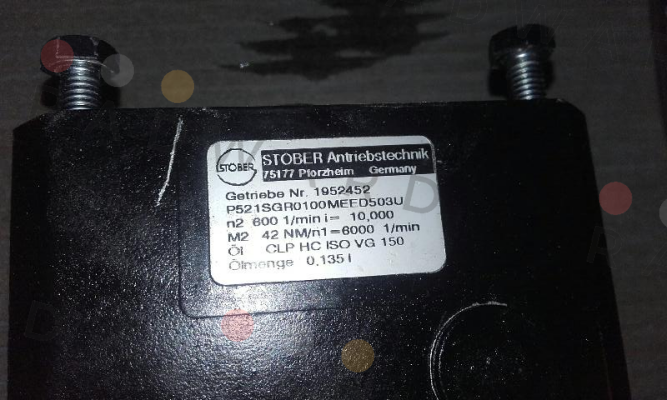 STÖBER
STÖBER Antriebstechnik
75177 Pforzheim Germany
Getriebe Nr. 1952452
P521SGR0100MEED503U
n2 600 1/min i= 10,000
M2 42 NM/n1=6000 1/min
Öl CLP HC ISO VG 150
Ölmenge 0,135 l